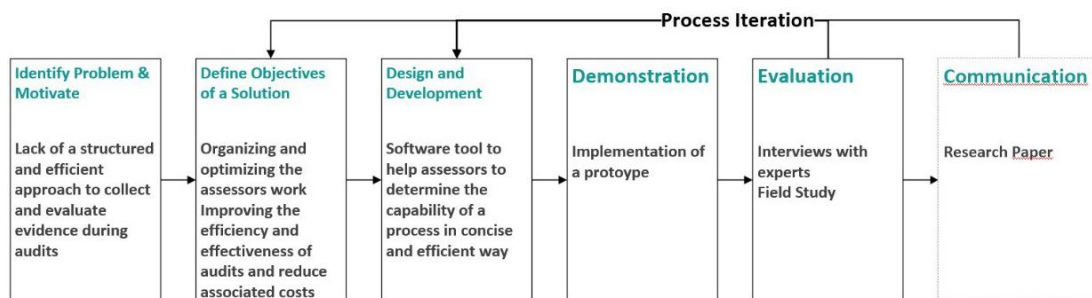 Process Iteration
Identify Problem &
Motivate
Lack of a structured
and efficient
approach to collect
and evaluate
evidence during
audits
Define Objectives
of a Solution
Organizing and
optimizing the
assessors work
Improving the
efficiency and
effectiveness of
audits and reduce
associated costs
Design and
Development
Software tool to
help assessors to
determine the
capability of a
process in concise
and efficient way
Demonstration
Implementation of
a protoype
Evaluation
Interviews with
experts
Field Study
Communication
Research Paper